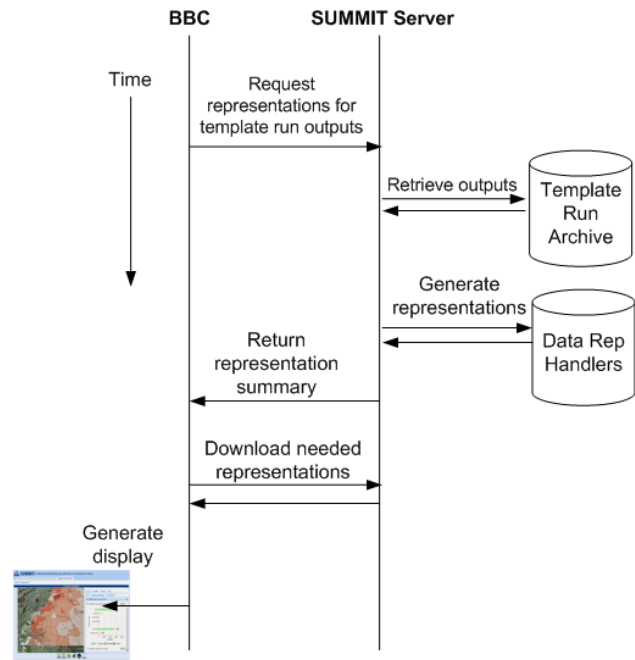 BBC
SUMMIT Server
Time
Request
representations for
template run outputs
Retrieve outputs
Template
Run
Archive
Generate
representations
Data Rep
Handlers
Return
representation
summary
Download needed
representations
Generate
display
SUMMIT